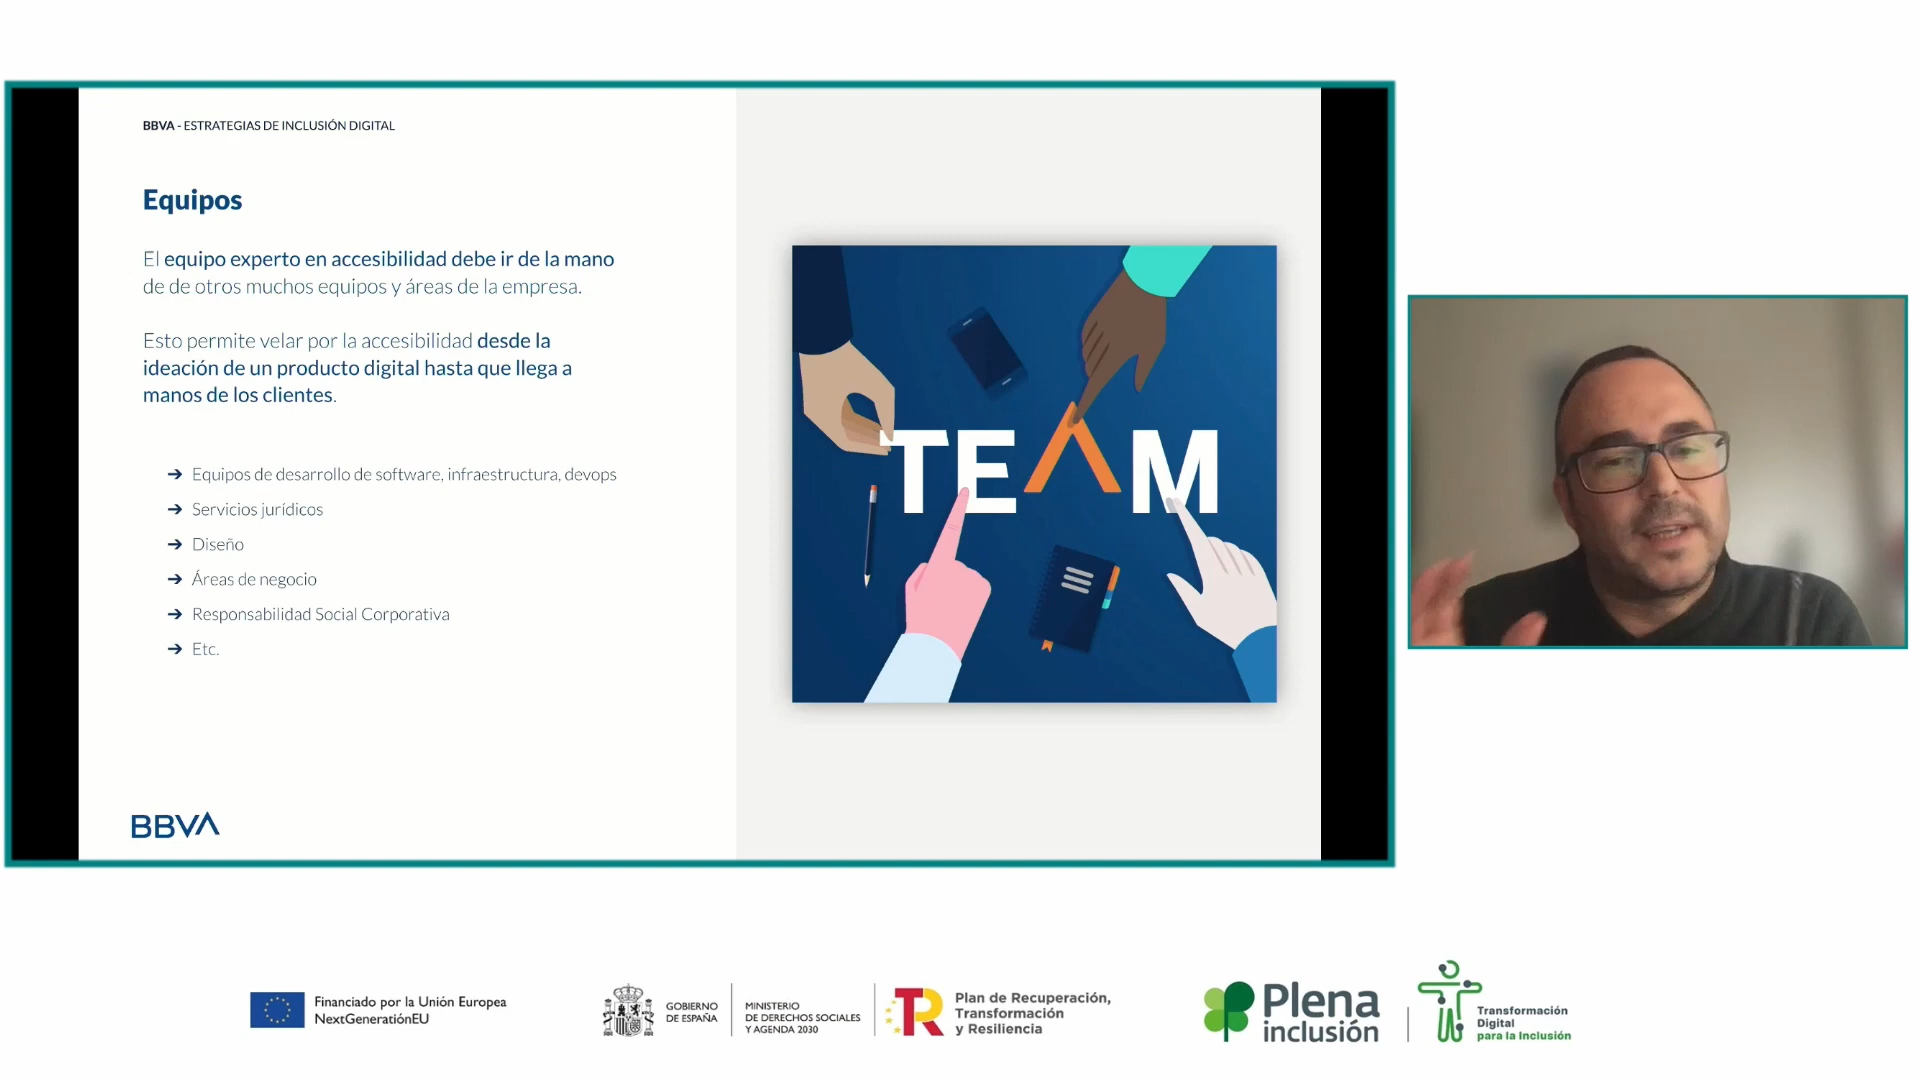 BBVA - ESTRATEGIAS DE INCLUSIÓN DIGITAL
Equipos
El equipo experto en accesibilidad debe ir de la mano
de de otros muchos equipos y áreas de la empresa.
Esto permite velar por la accesibilidad desde la
ideación de un producto digital hasta que llega a
manos de los clientes.
→ Equipos de desarrollo de software, infraestructura, devops
→ Servicios jurídicos
→ Diseño
→ Áreas de negocio
→ Responsabilidad Social Corporativa
→ Etc.
BBVA
TEAM
Financiado por la Unión Europea
NextGenerationEU
GOBIERNO
DE ESPAÑA
MINISTERIO
DE DERECHOS SOCIALES
Y AGENDA 2030
TR
Plan de Recuperación,
Transformación
y Resiliencia
Plena
inclusión
Transformación
Digital
para la Inclusión